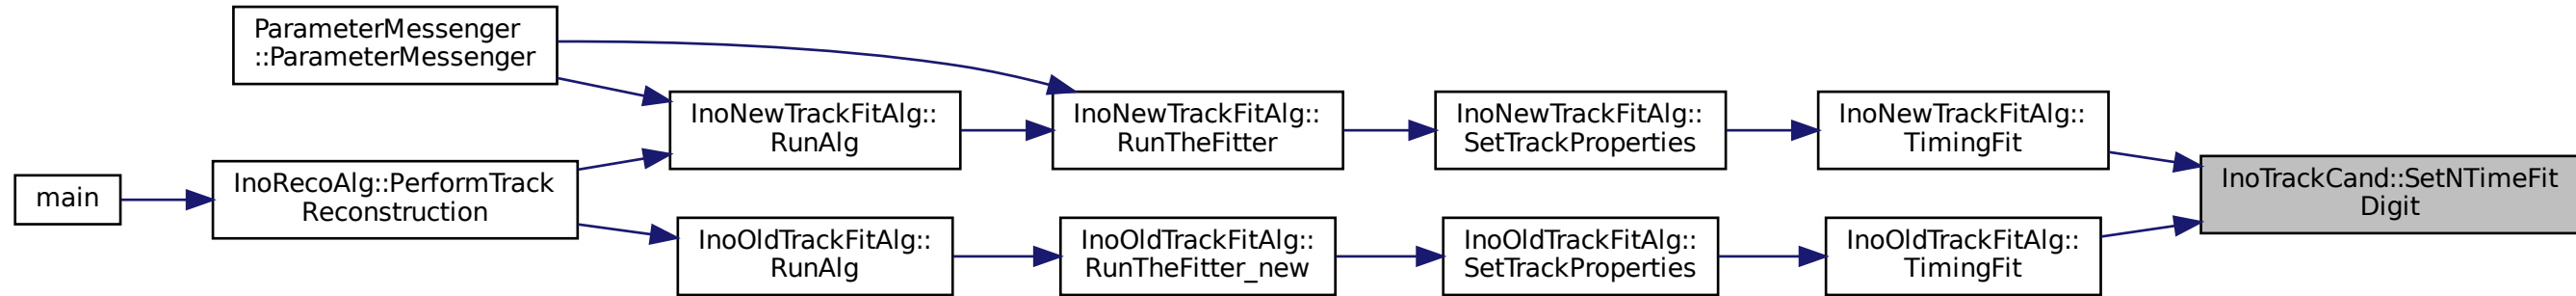 ParameterMessenger
::ParameterMessenger
main
InoRecoAlg::PerformTrack
Reconstruction
InoNewTrackFitAlg::
RunAlg
InoNewTrackFitAlg::
RunTheFitter
InoNewTrackFitAlg::
SetTrackProperties
InoNewTrackFitAlg::
TimingFit
InoOldTrackFitAlg::
RunAlg
InoOldTrackFitAlg::
RunTheFitter_new
InoOldTrackFitAlg::
SetTrackProperties
InoOldTrackFitAlg::
TimingFit
InoTrackCand::SetNTimeFit
Digit